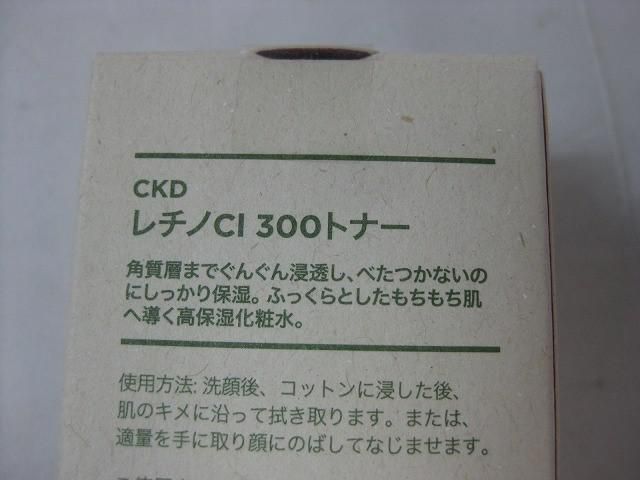 CKD
レチノCI 300トナー
角質層までぐんぐん浸透し、べたつかないの
にしっかり保湿。ふっくらとしたもちもち肌
へ導く高保湿化粧水。
使用方法: 洗顔後、コットンに浸した後、
肌のキメに沿って拭き取ります。または、
適量を手に取り顔にのばしてなじませます。